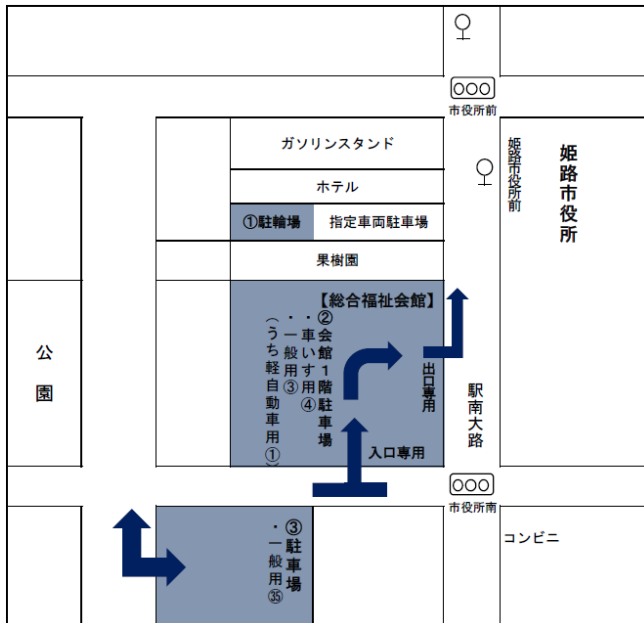 市役所前
ガソリンスタンド
姫路市役所前
姫路市役所
ホテル
①駐輪場
指定車両駐車場
果樹園
【総合福祉会館】
②会館1階駐車場
・車いす用④
・一般用③
(うち軽自動車用①)
公園
出口専用
駅南大路
入口専用
市役所南
コンビニ
③駐車場
・一般用㉟